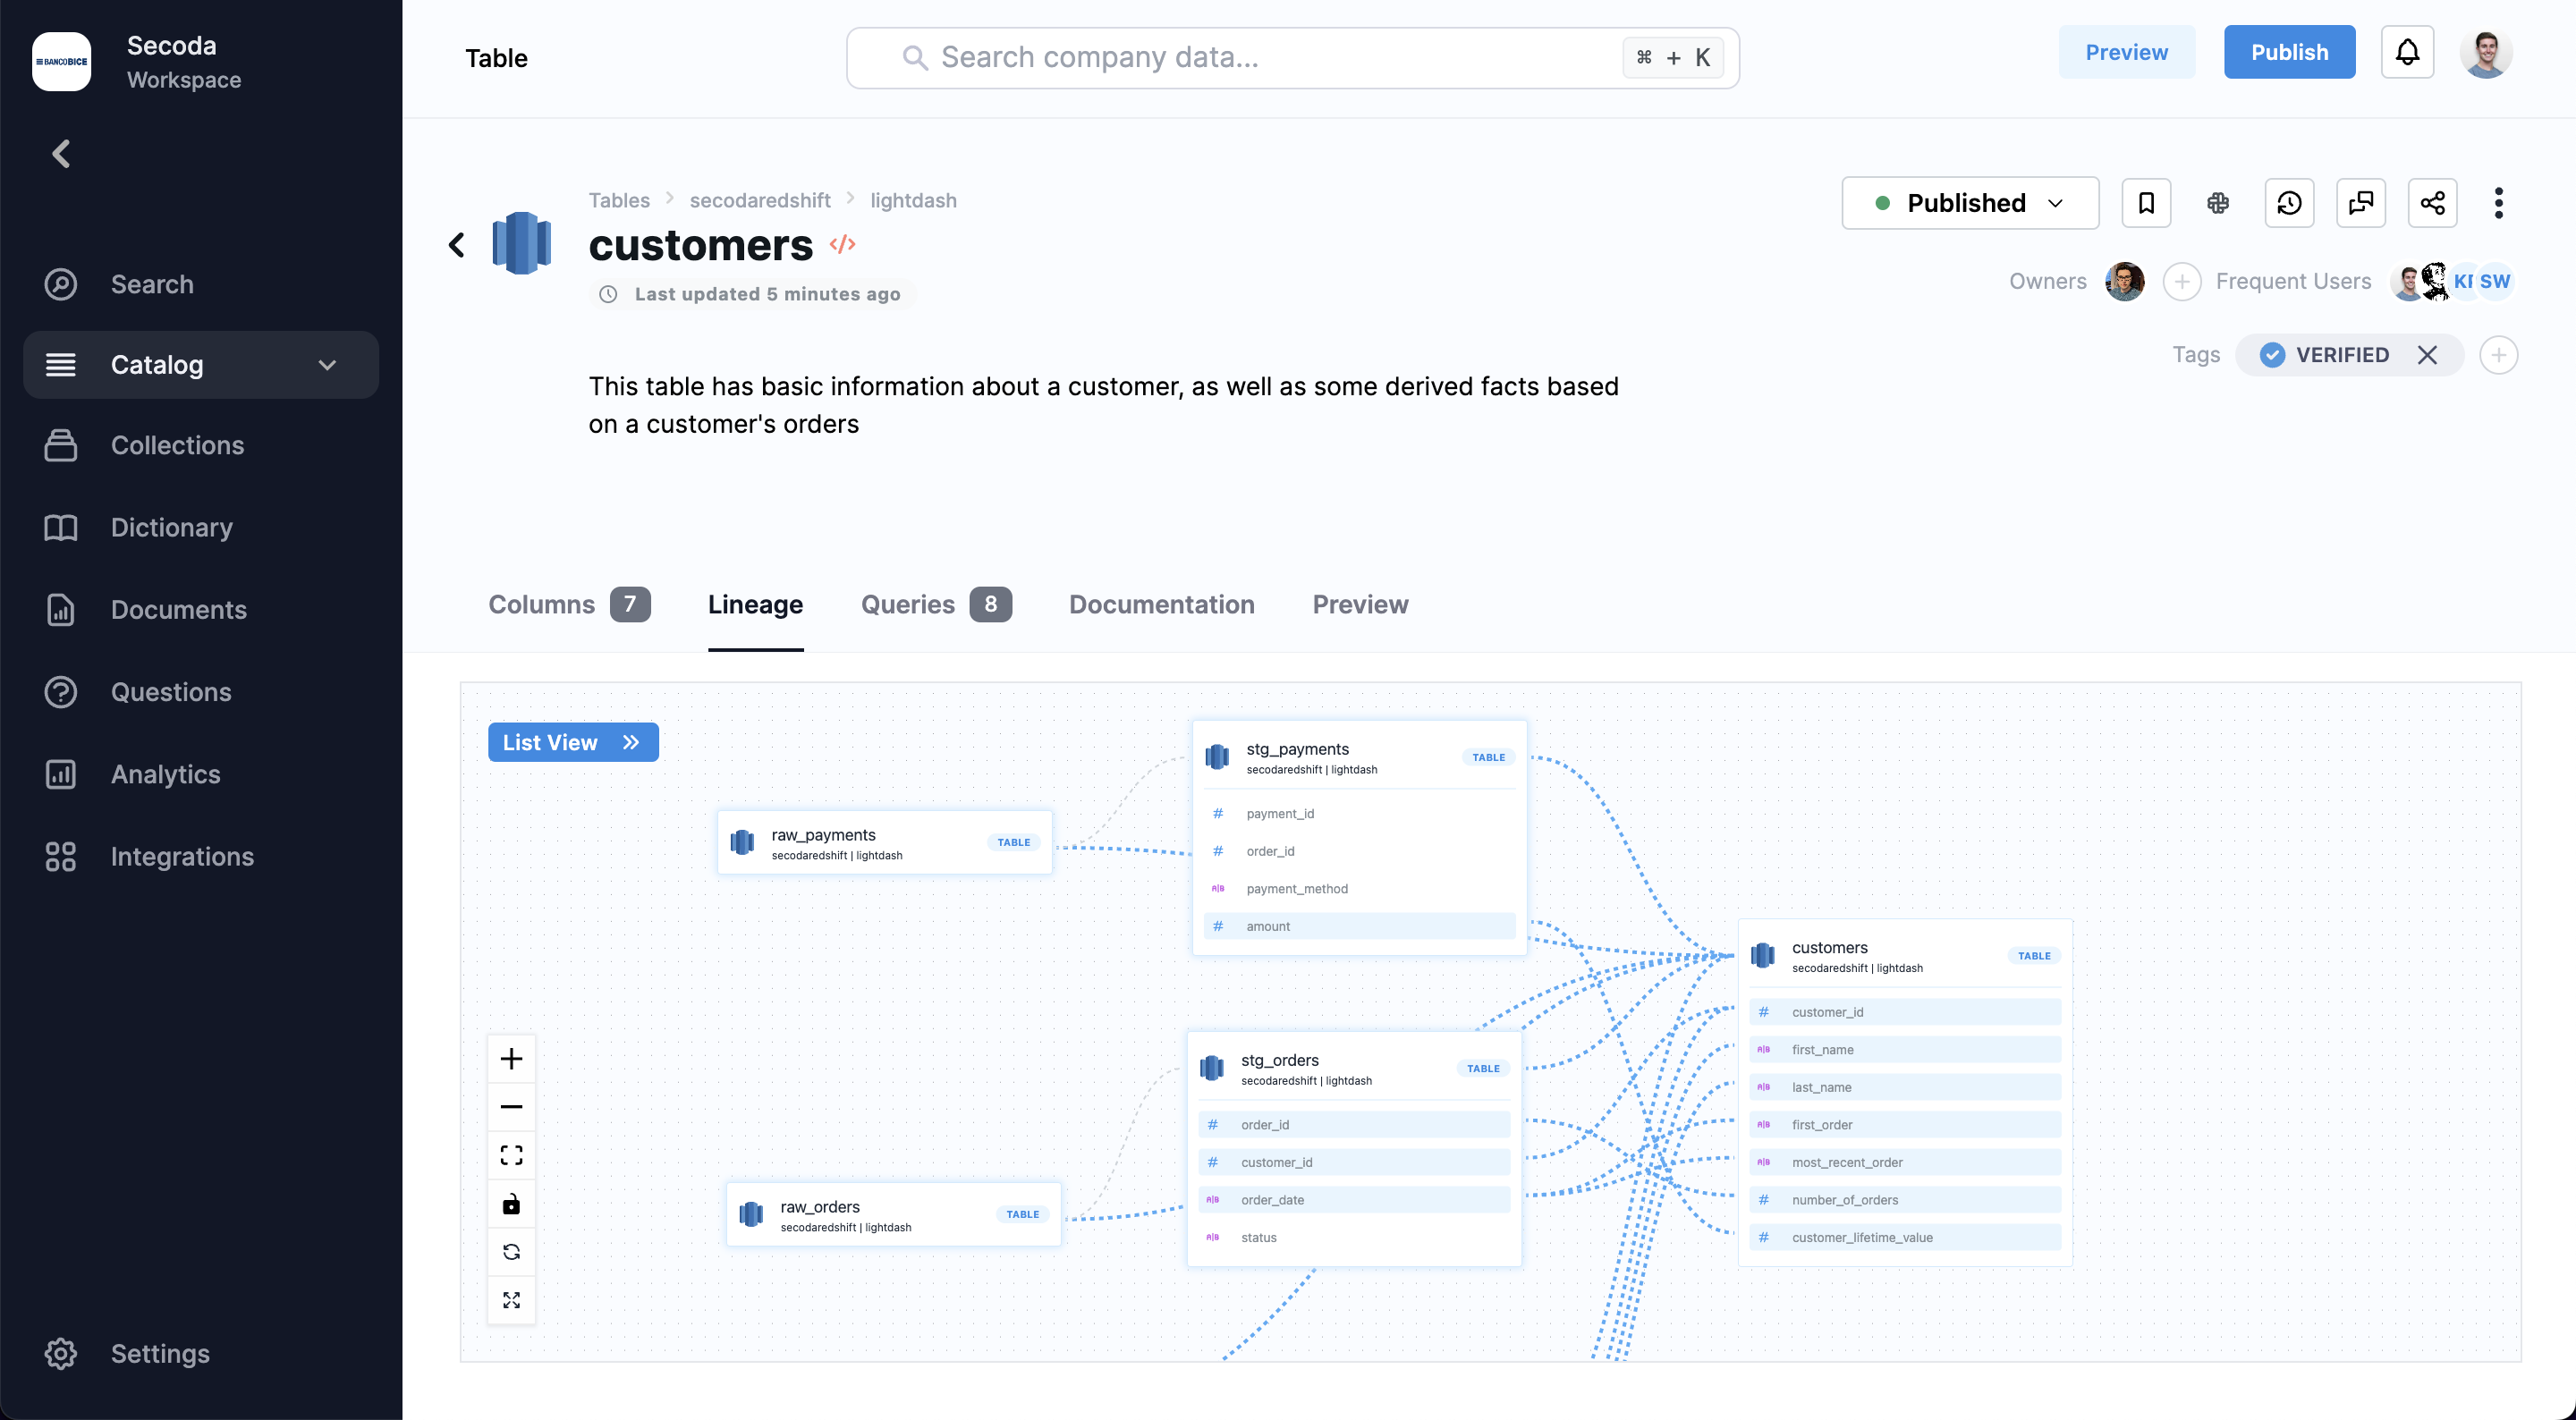 BANCOBICE
Secoda
Workspace
Search
Catalog
Collections
Dictionary
Documents
Questions
Analytics
Integrations
Settings
Table
Search company data...
⌘ + K
Preview
Publish
Tables > secodaredshift > lightdash
customers </>
Last updated 5 minutes ago
Published
Owners
Frequent Users
SW
Tags
VERIFIED
This table has basic information about a customer, as well as some derived facts based
on a customer's orders
Columns 7
Lineage
Queries 8
Documentation
Preview
List View
raw_payments
secodaredshift | lightdash
TABLE
raw_orders
secodaredshift | lightdash
TABLE
stg_payments
secodaredshift | lightdash
TABLE
# payment_id
# order_id
A|B payment_method
# amount
stg_orders
secodaredshift | lightdash
TABLE
# order_id
# customer_id
A|B order_date
A|B status
customers
secodaredshift | lightdash
TABLE
# customer_id
A|B first_name
A|B last_name
A|B first_order
A|B most_recent_order
# number_of_orders
# customer_lifetime_value